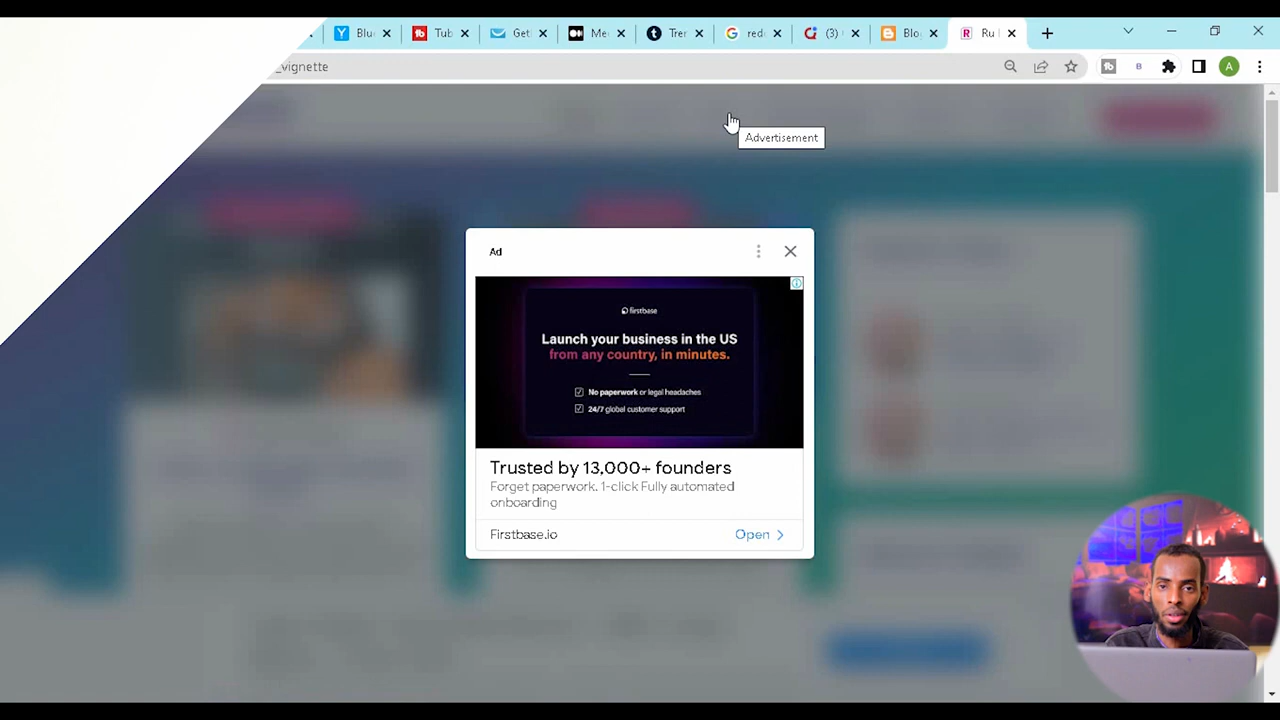 Blu
Tub
Get
Me
Trer
red
(3)
Blo
Ru
_vignette
A
Advertisement
Ad
firstbase
Launch your business in the US
from any country, in minutes.
No paperwork or legal headaches
24/7 global customer support
Trusted by 13,000+ founders
Forget paperwork. 1-click Fully automated
onboarding
Firstbase.io
Open